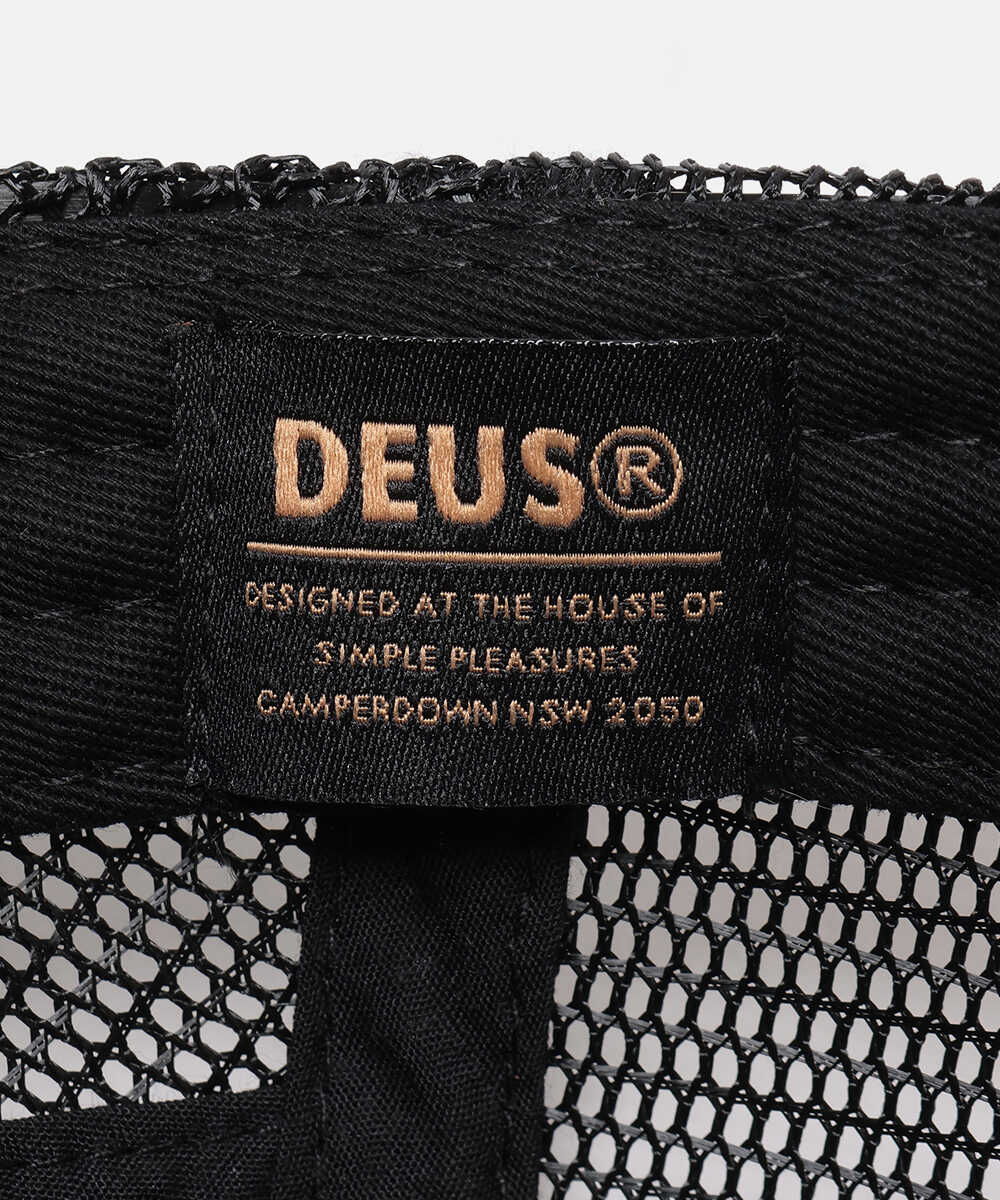 DEUS®
DESIGNED AT THE HOUSE OF
SIMPLE PLEASURES
CAMPERDOWN NSW 2050